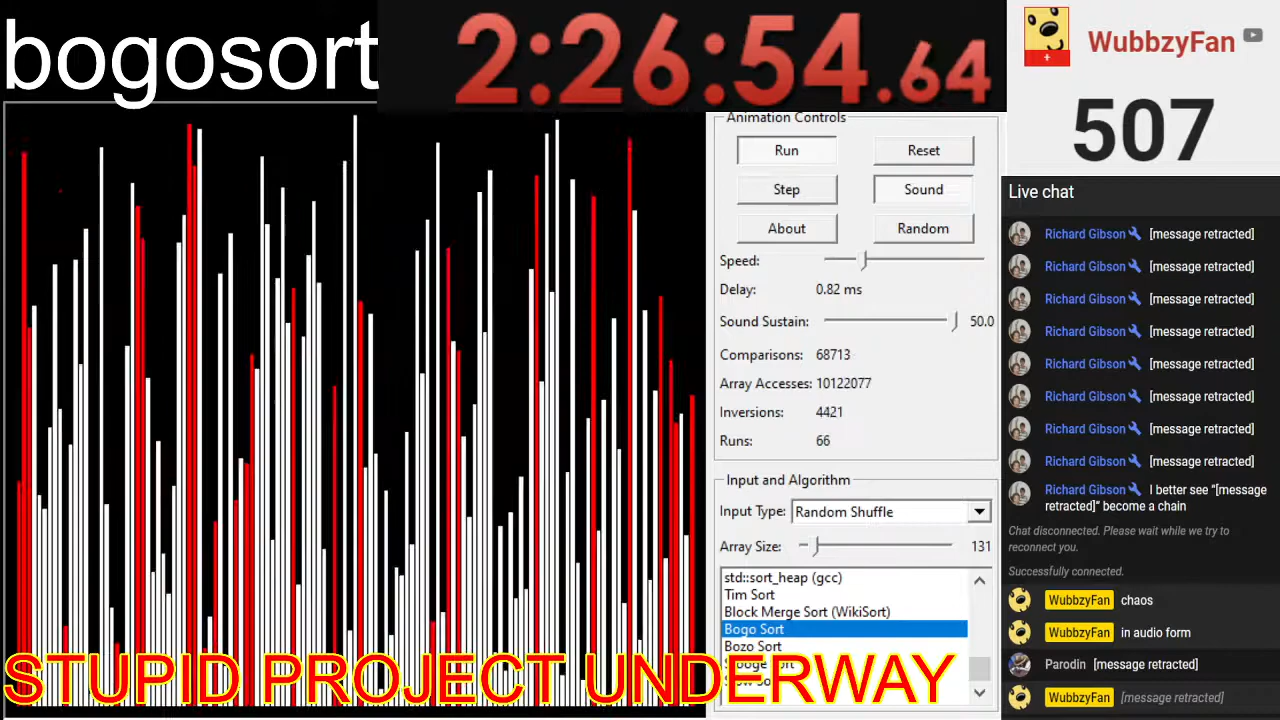 bogosort
2:26:54.64
WubbzyFan
507
Animation Controls
Run
Reset
Step
Sound
About
Random
Speed:
Delay: 0.82 ms
Sound Sustain: 50.0
Comparisons: 68713
Array Accesses: 10122077
Inversions: 4421
Runs: 66
Input and Algorithm
Input Type: Random Shuffle
Array Size: 131
std::sort_heap (gcc)
Tim Sort
Block Merge Sort (WikiSort)
Bogo Sort
Bozo Sort
STUPID PROJECT UNDERWAY
Live chat
Richard Gibson [message retracted]
Richard Gibson [message retracted]
Richard Gibson [message retracted]
Richard Gibson [message retracted]
Richard Gibson [message retracted]
Richard Gibson [message retracted]
Richard Gibson [message retracted]
Richard Gibson [message retracted]
Richard Gibson I better see "[message
retracted]" become a chain
Chat disconnected. Please wait while we try to
reconnect you.
Successfully connected.
WubbzyFan chaos
WubbzyFan in audio form
Parodin [message retracted]
WubbzyFan [message retracted]